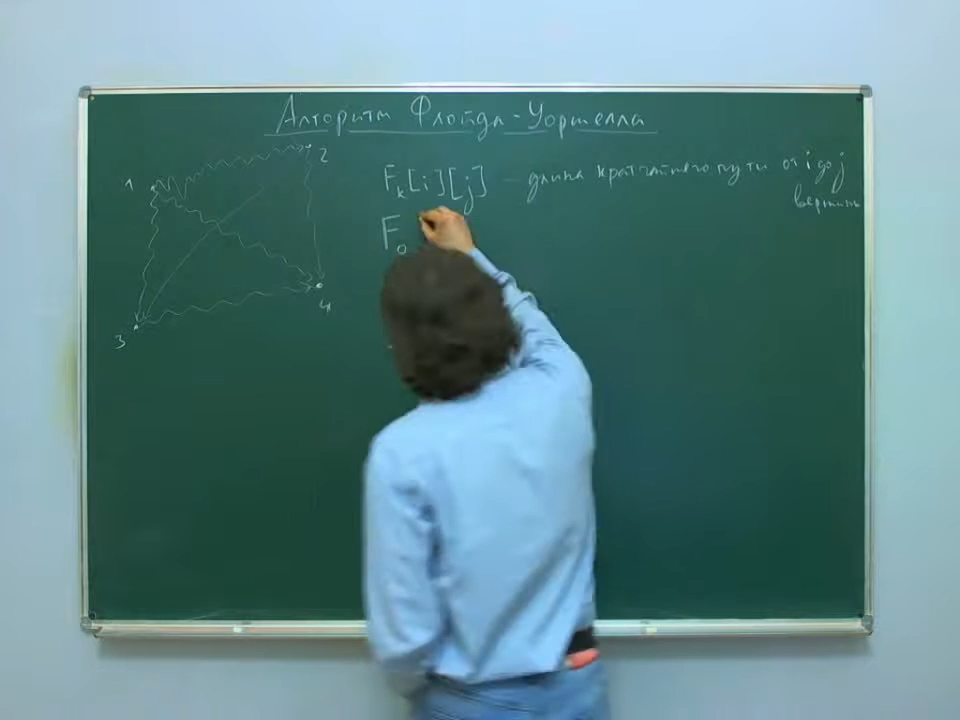 Алгоритм Флойда-Уоршелла
F_k[i][j] - длина кратчайшего пути от i до j
вершины
F_0
1
2
3
4